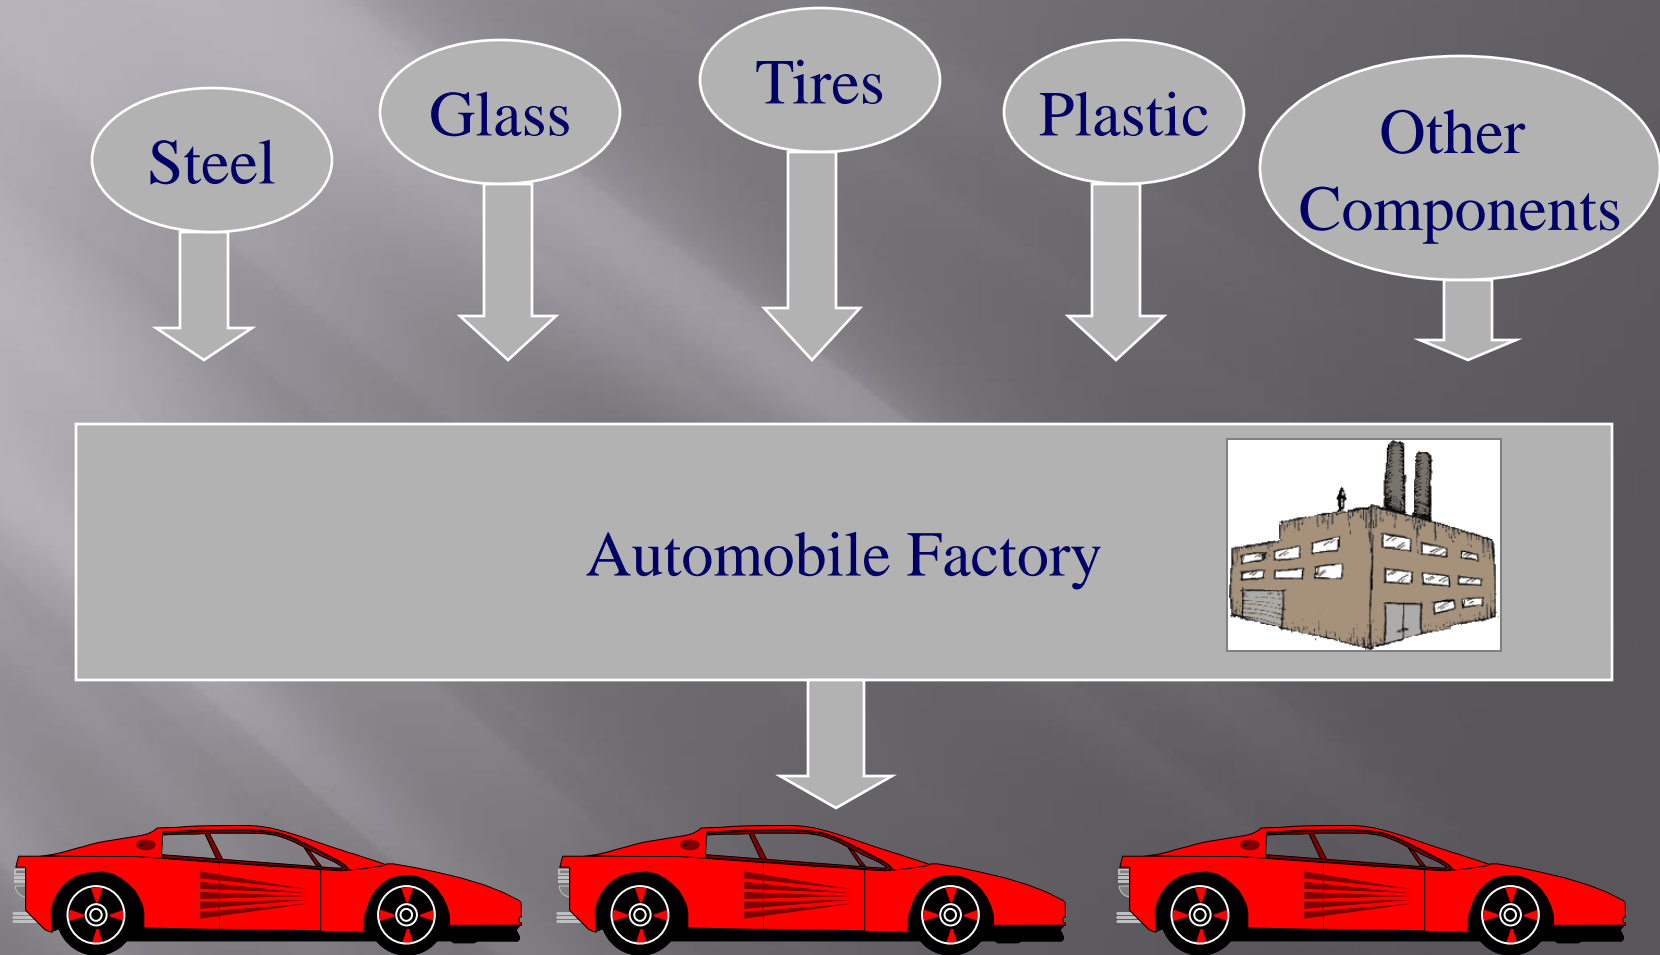 Steel
Glass
Tires
Plastic
Other
Components
Automobile Factory